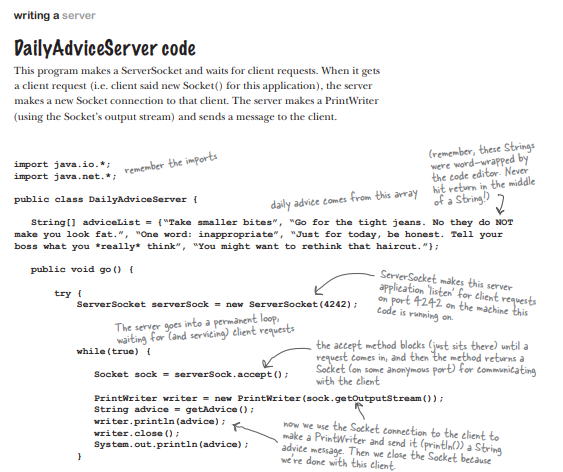 writing a server
DailyAdviceServer code
This program makes a ServerSocket and waits for client requests. When it gets
a client request (i.e. client said new Socket() for this application), the server
makes a new Socket connection to that client. The server makes a PrintWriter
(using the Socket's output stream) and sends a message to the client.
import java.io.*;
import java.net.*;
remember the imports
(remember, these Strings
were word-wrapped by
the code editor. Never
hit return in the middle
of a String!)
public class DailyAdviceServer {
daily advice comes from this array
String[] adviceList = {“Take smaller bites”, “Go for the tight jeans. No they do NOT
make you look fat.”, “One word: inappropriate”, “Just for today, be honest. Tell your
boss what you *really* think”, “You might want to rethink that haircut.”};
public void go() {
try {
ServerSocket serverSock = new ServerSocket(4242);
ServerSocket makes this server
application 'listen' for client requests
on port 4242 on the machine this
code is running on.
The server goes into a permanent loop,
waiting for (and servicing) client requests
while(true) {
Socket sock = serverSock.accept();
the accept method blocks (just sits there) until a
request comes in, and then the method returns a
Socket (on some anonymous port) for communicating
with the client
PrintWriter writer = new PrintWriter(sock.getOutputStream());
String advice = getAdvice();
writer.println(advice);
writer.close();
System.out.println(advice);
}
now we use the Socket connection to the client to
make a PrintWriter and send it (println()) a String
advice message. Then we close the Socket because
we're done with this client.